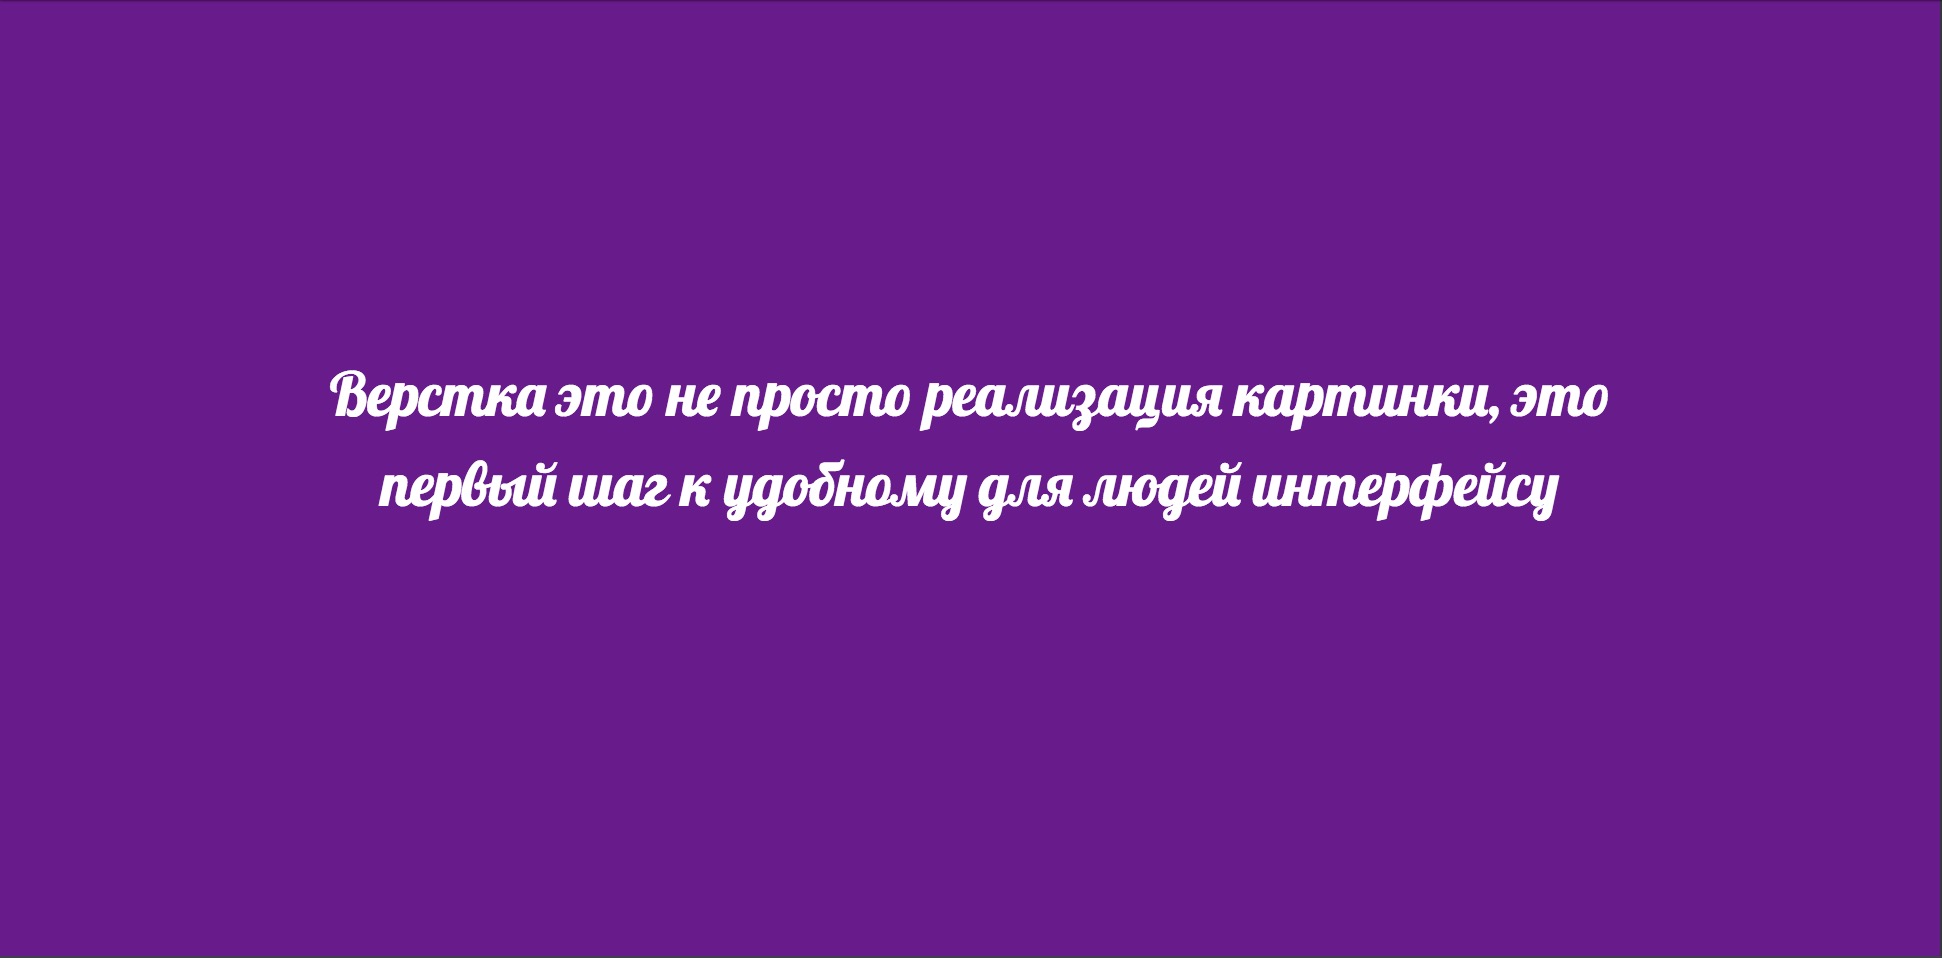 Верстка это не просто реализация картинки, это
первый шаг к удобному для людей интерфейсу